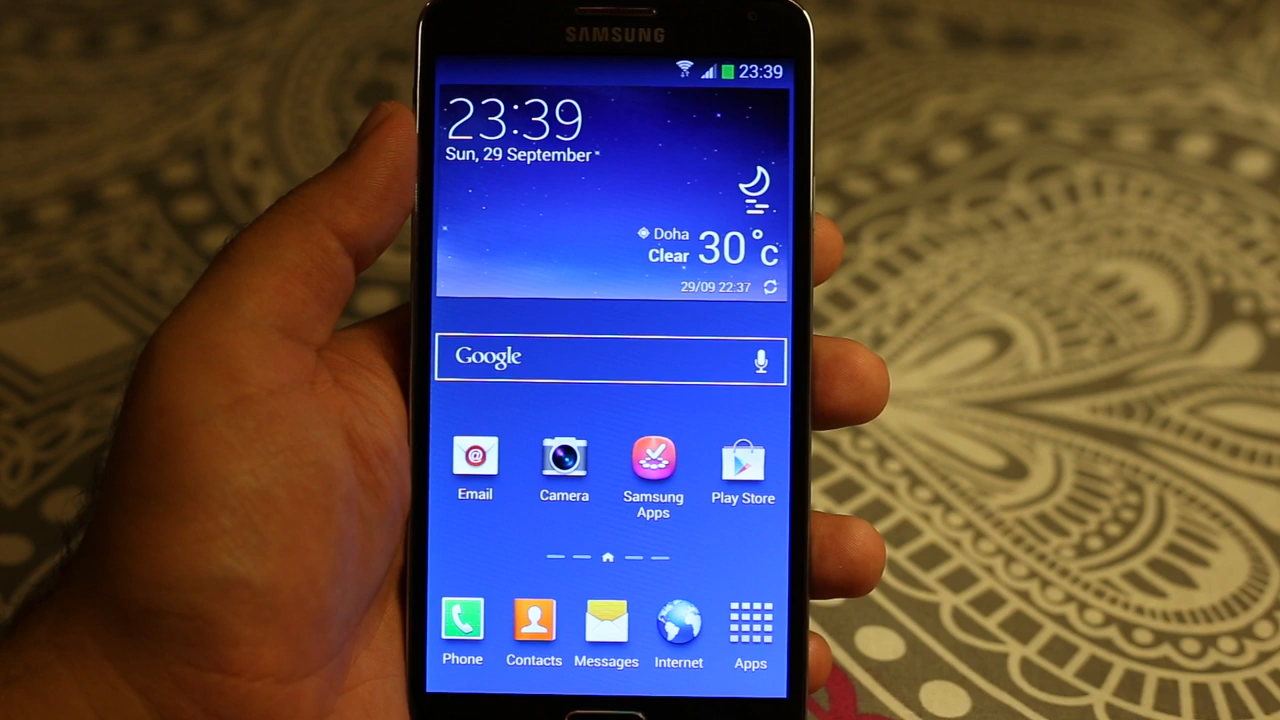 SAMSUNG
23:39
23:39
Sun, 29 September
Doha
Clear 30°c
29/09 22:37
Google
@
Email
Camera
Samsung
Apps
Play Store
Phone
Contacts
Messages
Internet
Apps